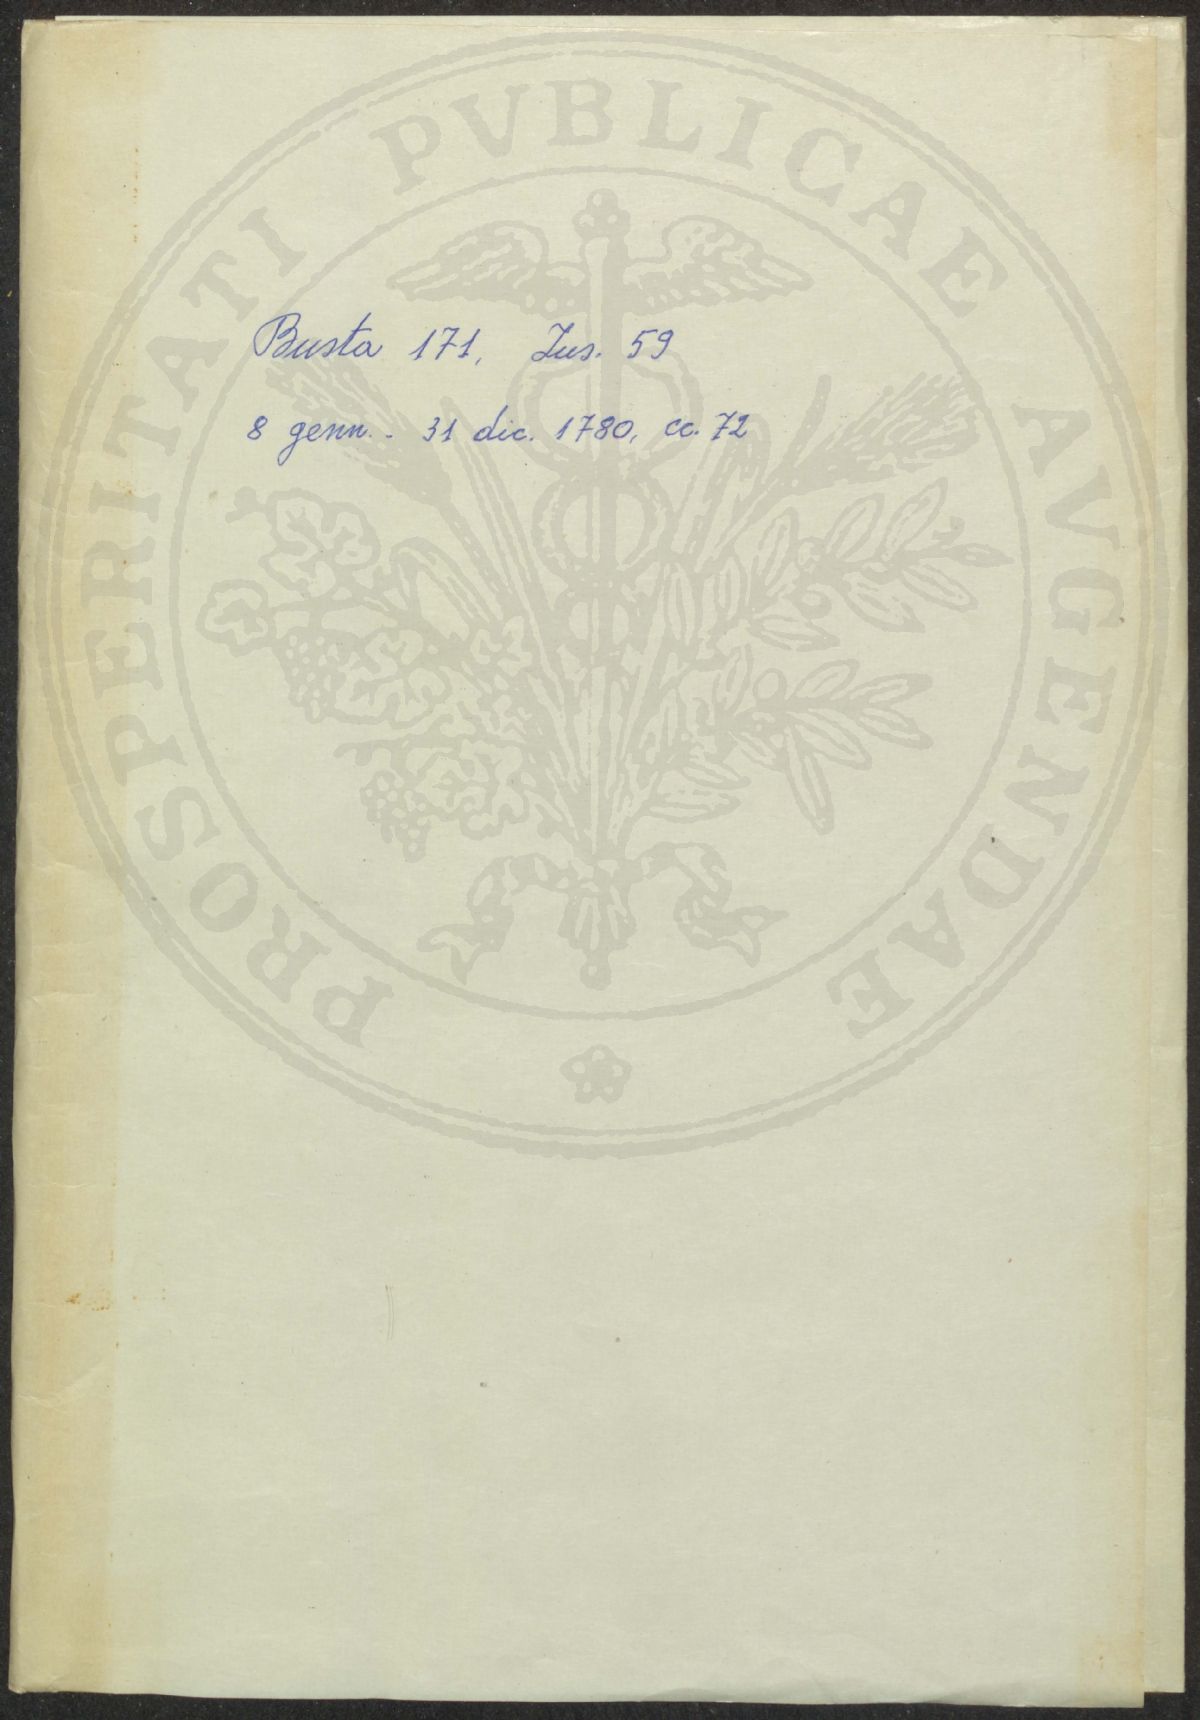 Busta 171, Ins. 59
8 genn. - 31 dic. 1780, cc. 72
PROSPERITATI PVBLICAE AVGENDAE